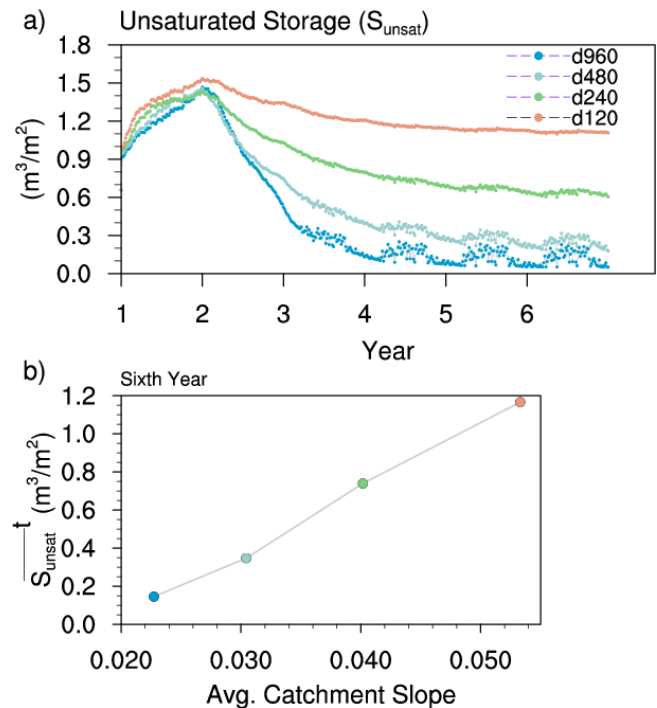 a) Unsaturated Storage (Sunsat)
1.8
1.5
1.2
0.9
0.6
0.3
0.0
(m³/m²)
d960
d480
d240
d120
1 2 3 4 5 6
Year
b) Sixth Year
1.2
1.0
0.8
0.6
0.4
0.2
0.0
Sunsat t (m³/m²)
0.020 0.030 0.040 0.050
Avg. Catchment Slope